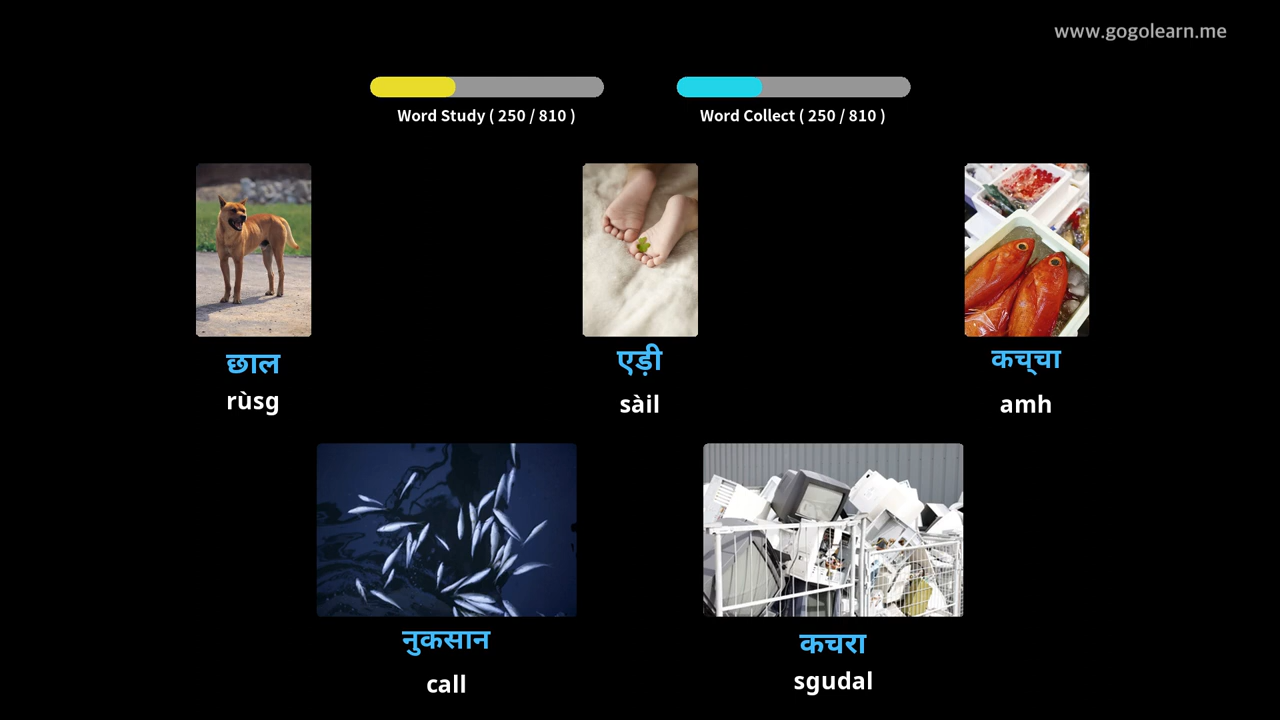 www.gogolearn.me
Word Study ( 250 / 810 )
Word Collect ( 250 / 810 )
छाल
rùsg
एड़ी
sàil
कच्चा
amh
नुकसान
call
कचरा
sgudal